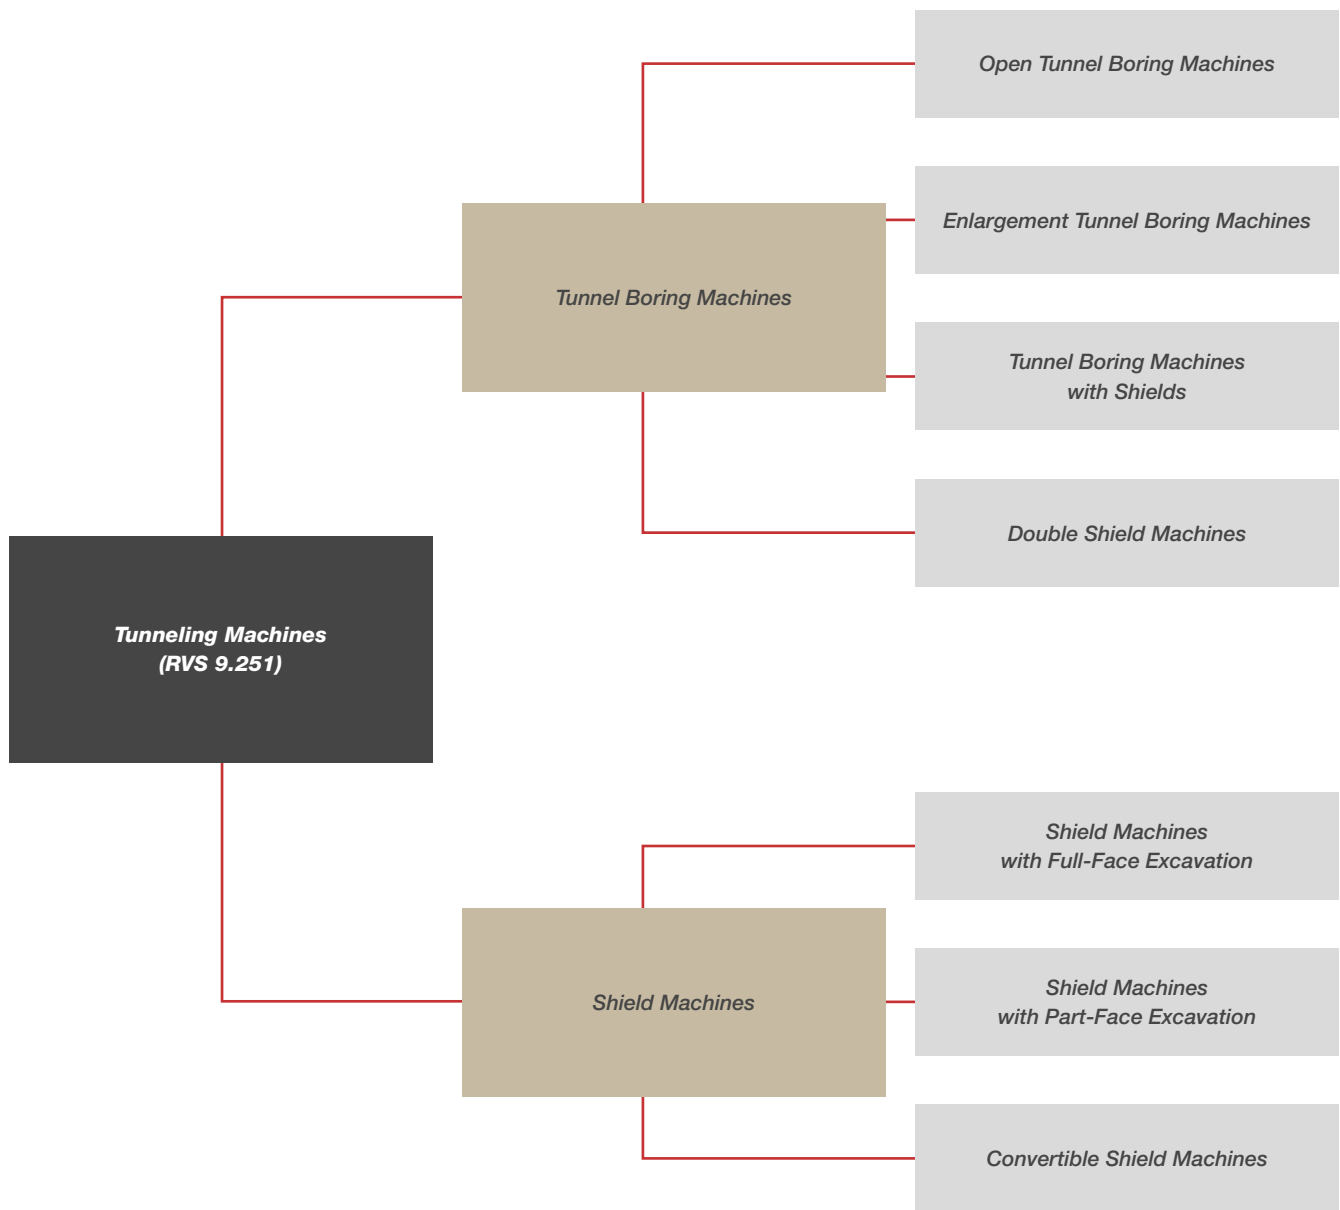 Open Tunnel Boring Machines
Enlargement Tunnel Boring Machines
Tunnel Boring Machines
Tunnel Boring Machines
with Shields
Double Shield Machines
Tunneling Machines
(RVS 9.251)
Shield Machines
with Full-Face Excavation
Shield Machines
Shield Machines
with Part-Face Excavation
Convertible Shield Machines